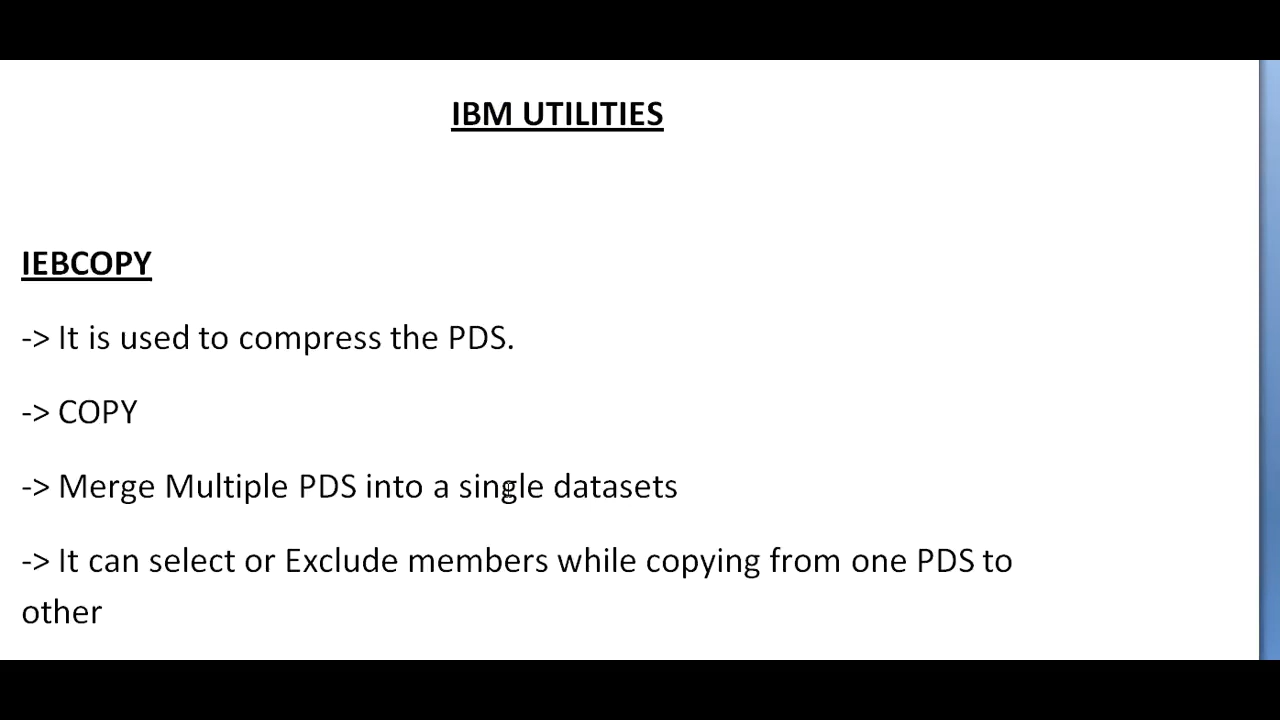 IBM UTILITIES
IEBCOPY
-> It is used to compress the PDS.
-> COPY
-> Merge Multiple PDS into a single datasets
-> It can select or Exclude members while copying from one PDS to
other